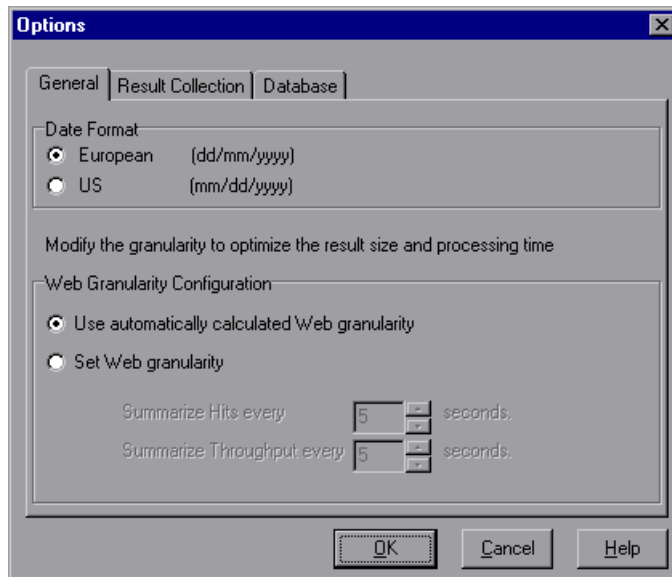 Options
General Result Collection Database
Date Format
European (dd/mm/yyyy)
US (mm/dd/yyyy)
Modify the granularity to optimize the result size and processing time
Web Granularity Configuration
Use automatically calculated Web granularity
Set Web granularity
Summarize Hits every 5 seconds.
Summarize Throughput every 5 seconds.
OK Cancel Help